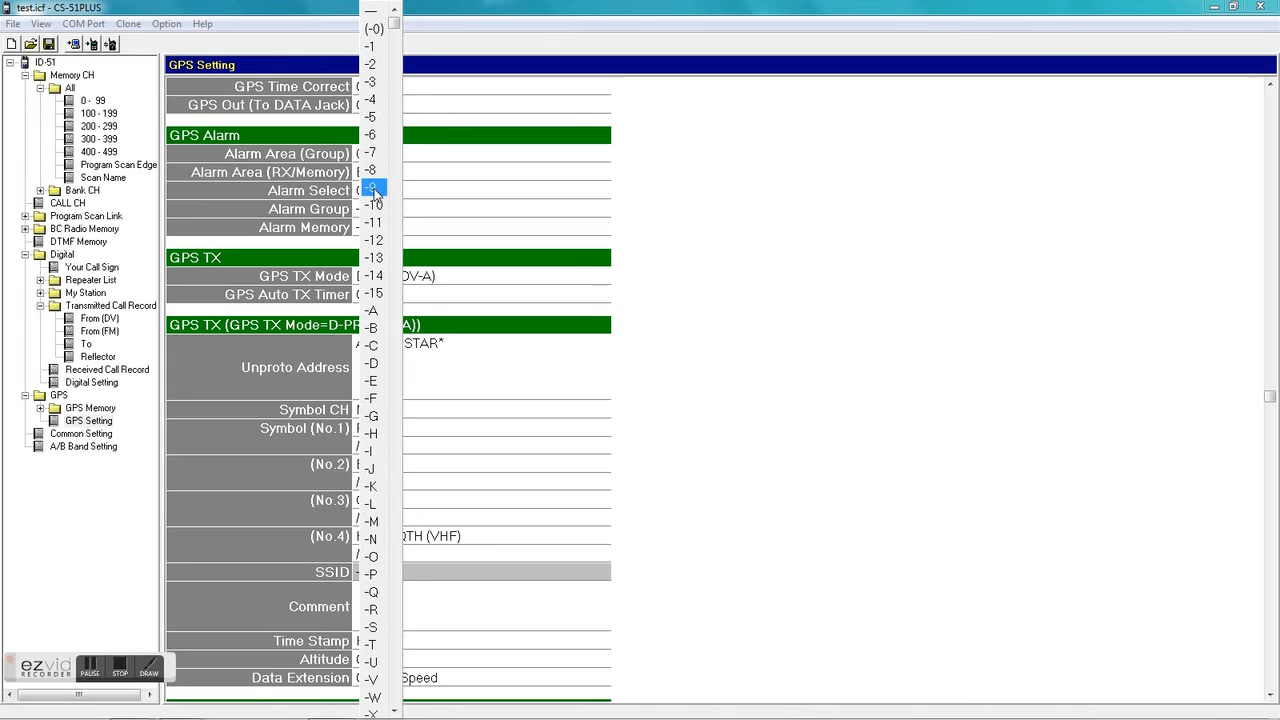 test.icf - CS-51PLUS
File View COM Port Clone Option Help
ID-51
Memory CH
All
0 - 99
100 - 199
200 - 299
300 - 399
400 - 499
Program Scan Edge
Scan Name
Bank CH
CALL CH
Program Scan Link
BC Radio Memory
DTMF Memory
Digital
Your Call Sign
Repeater List
My Station
Transmitted Call Record
From (DV)
From (FM)
To
Reflector
Received Call Record
Digital Setting
GPS
GPS Memory
GPS Setting
Common Setting
A/B Band Setting
ezvid
RECORDER
PAUSE STOP DRAW
GPS Setting
GPS Time Correct
GPS Out (To DATA Jack)
GPS Alarm
Alarm Area (Group)
Alarm Area (RX/Memory)
Alarm Select
Alarm Group
Alarm Memory
GPS TX
GPS TX Mode
DV-A)
GPS Auto TX Timer
GPS TX (GPS TX Mode=D-PR
A))
Unproto Address
STAR*
Symbol CH
Symbol (No.1)
(No.2)
(No.3)
(No.4)
QTH (VHF)
SSID
Comment
Time Stamp
Altitude
Data Extension
Speed
---
(-0)
-1
-2
-3
-4
-5
-6
-7
-8
-9
-10
-11
-12
-13
-14
-15
-A
-B
-C
-D
-E
-F
-G
-H
-I
-J
-K
-L
-M
-N
-O
-P
-Q
-R
-S
-T
-U
-V
-W
-X